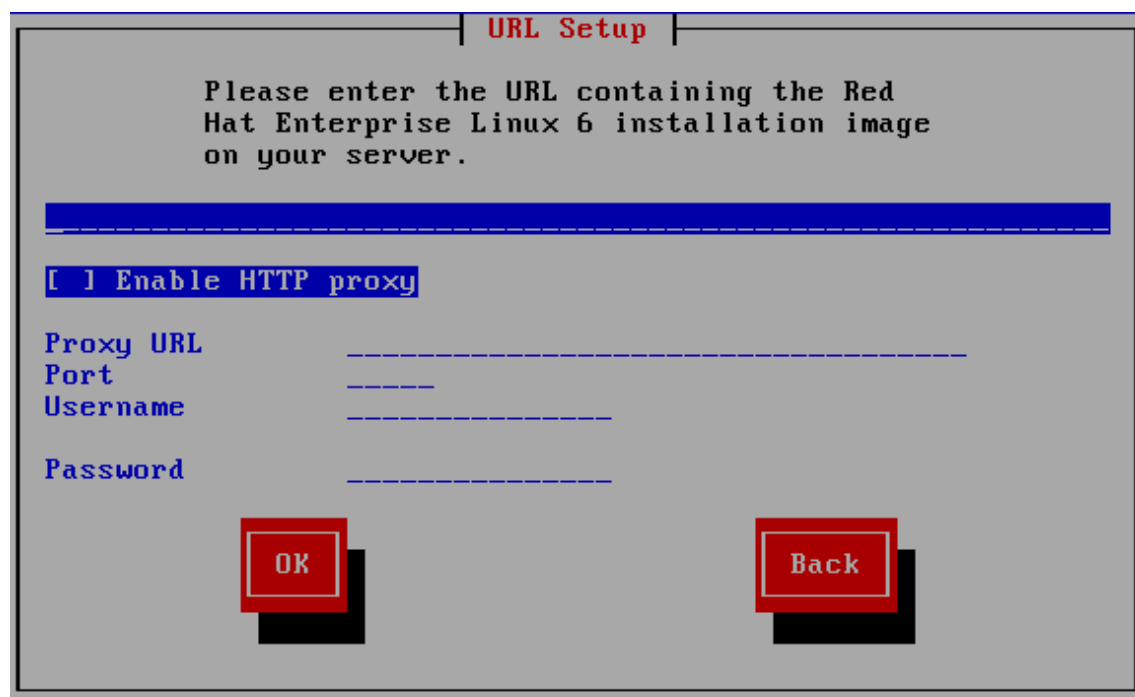 URL Setup
Please enter the URL containing the Red
Hat Enterprise Linux 6 installation image
on your server.
[ ] Enable HTTP proxy
Proxy URL
Port
Username
Password
OK Back